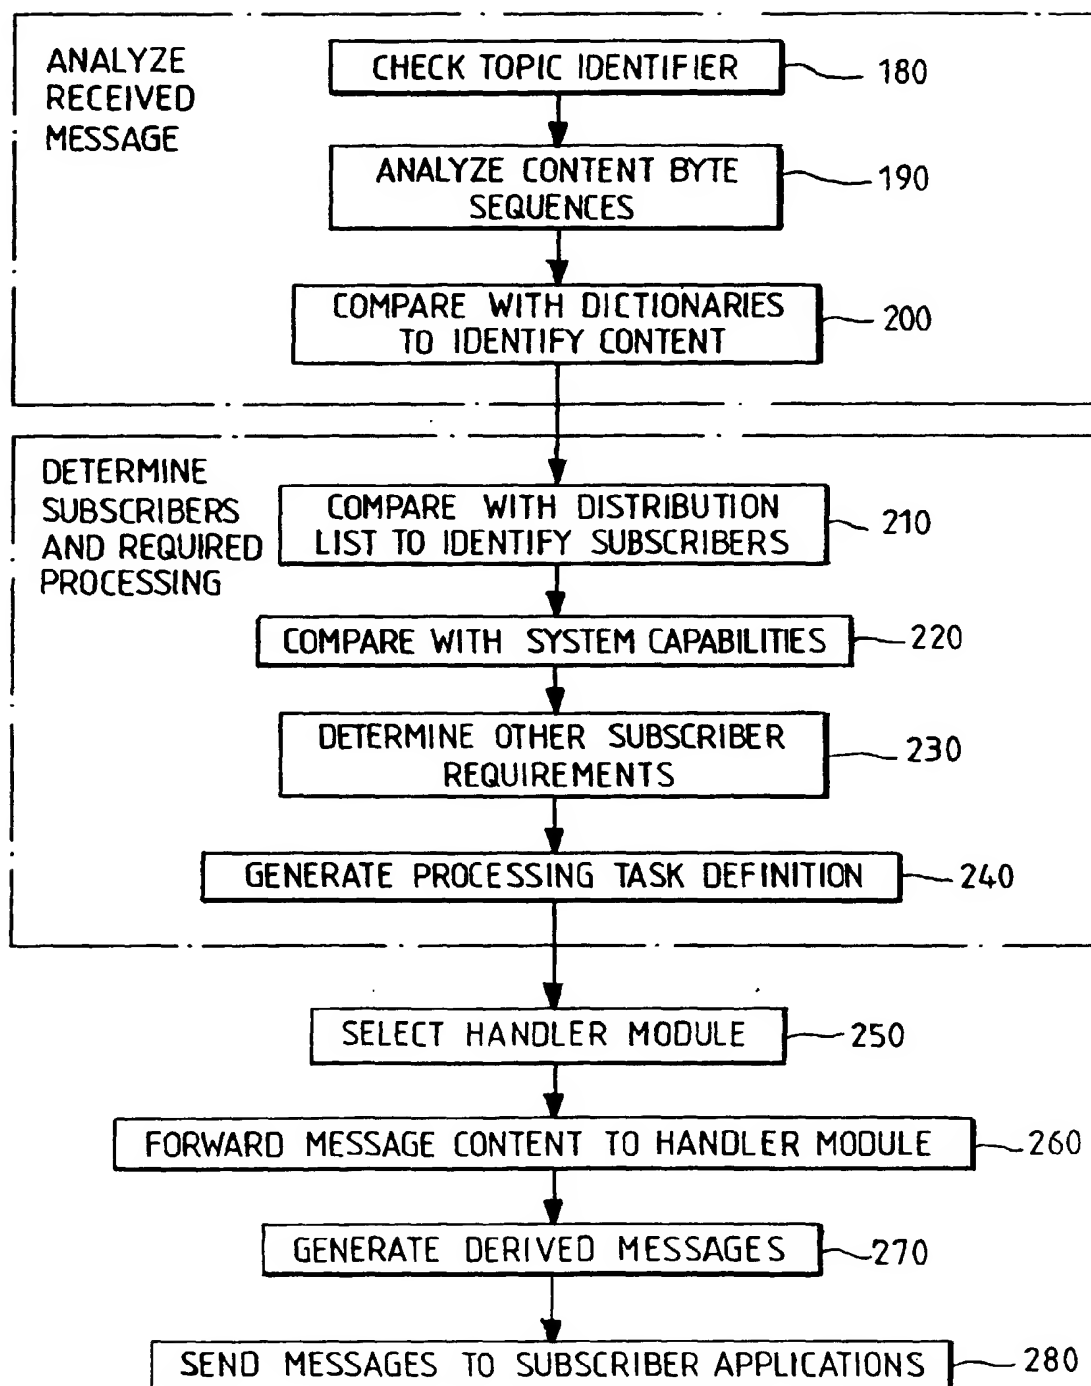 ANALYZE
RECEIVED
MESSAGE
CHECK TOPIC IDENTIFIER
180
ANALYZE CONTENT BYTE
SEQUENCES
190
COMPARE WITH DICTIONARIES
TO IDENTIFY CONTENT
200
DETERMINE
SUBSCRIBERS
AND REQUIRED
PROCESSING
COMPARE WITH DISTRIBUTION
LIST TO IDENTIFY SUBSCRIBERS
210
COMPARE WITH SYSTEM CAPABILITIES
220
DETERMINE OTHER SUBSCRIBER
REQUIREMENTS
230
GENERATE PROCESSING TASK DEFINITION
240
SELECT HANDLER MODULE
250
FORWARD MESSAGE CONTENT TO HANDLER MODULE
260
GENERATE DERIVED MESSAGES
270
SEND MESSAGES TO SUBSCRIBER APPLICATIONS
280